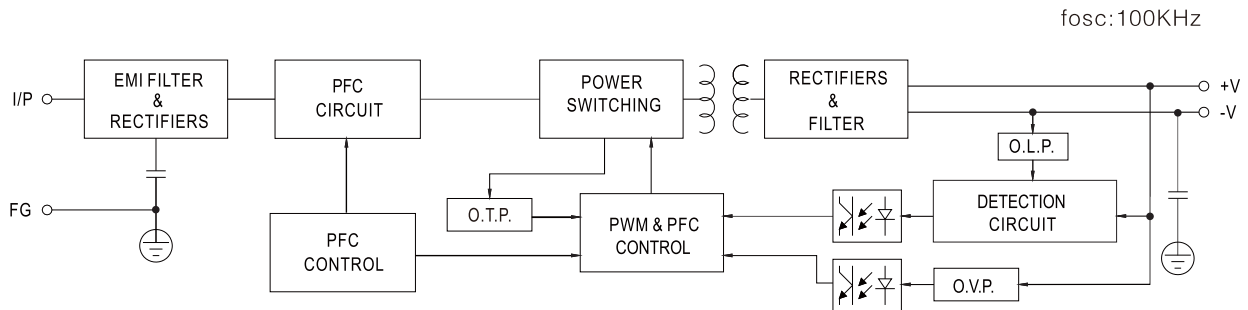 fosc:100KHz
I/P
EMI FILTER
&
RECTIFIERS
PFC
CIRCUIT
POWER
SWITCHING
RECTIFIERS
&
FILTER
+V
-V
O.L.P.
FG
O.T.P.
PFC
CONTROL
PWM & PFC
CONTROL
DETECTION
CIRCUIT
O.V.P.